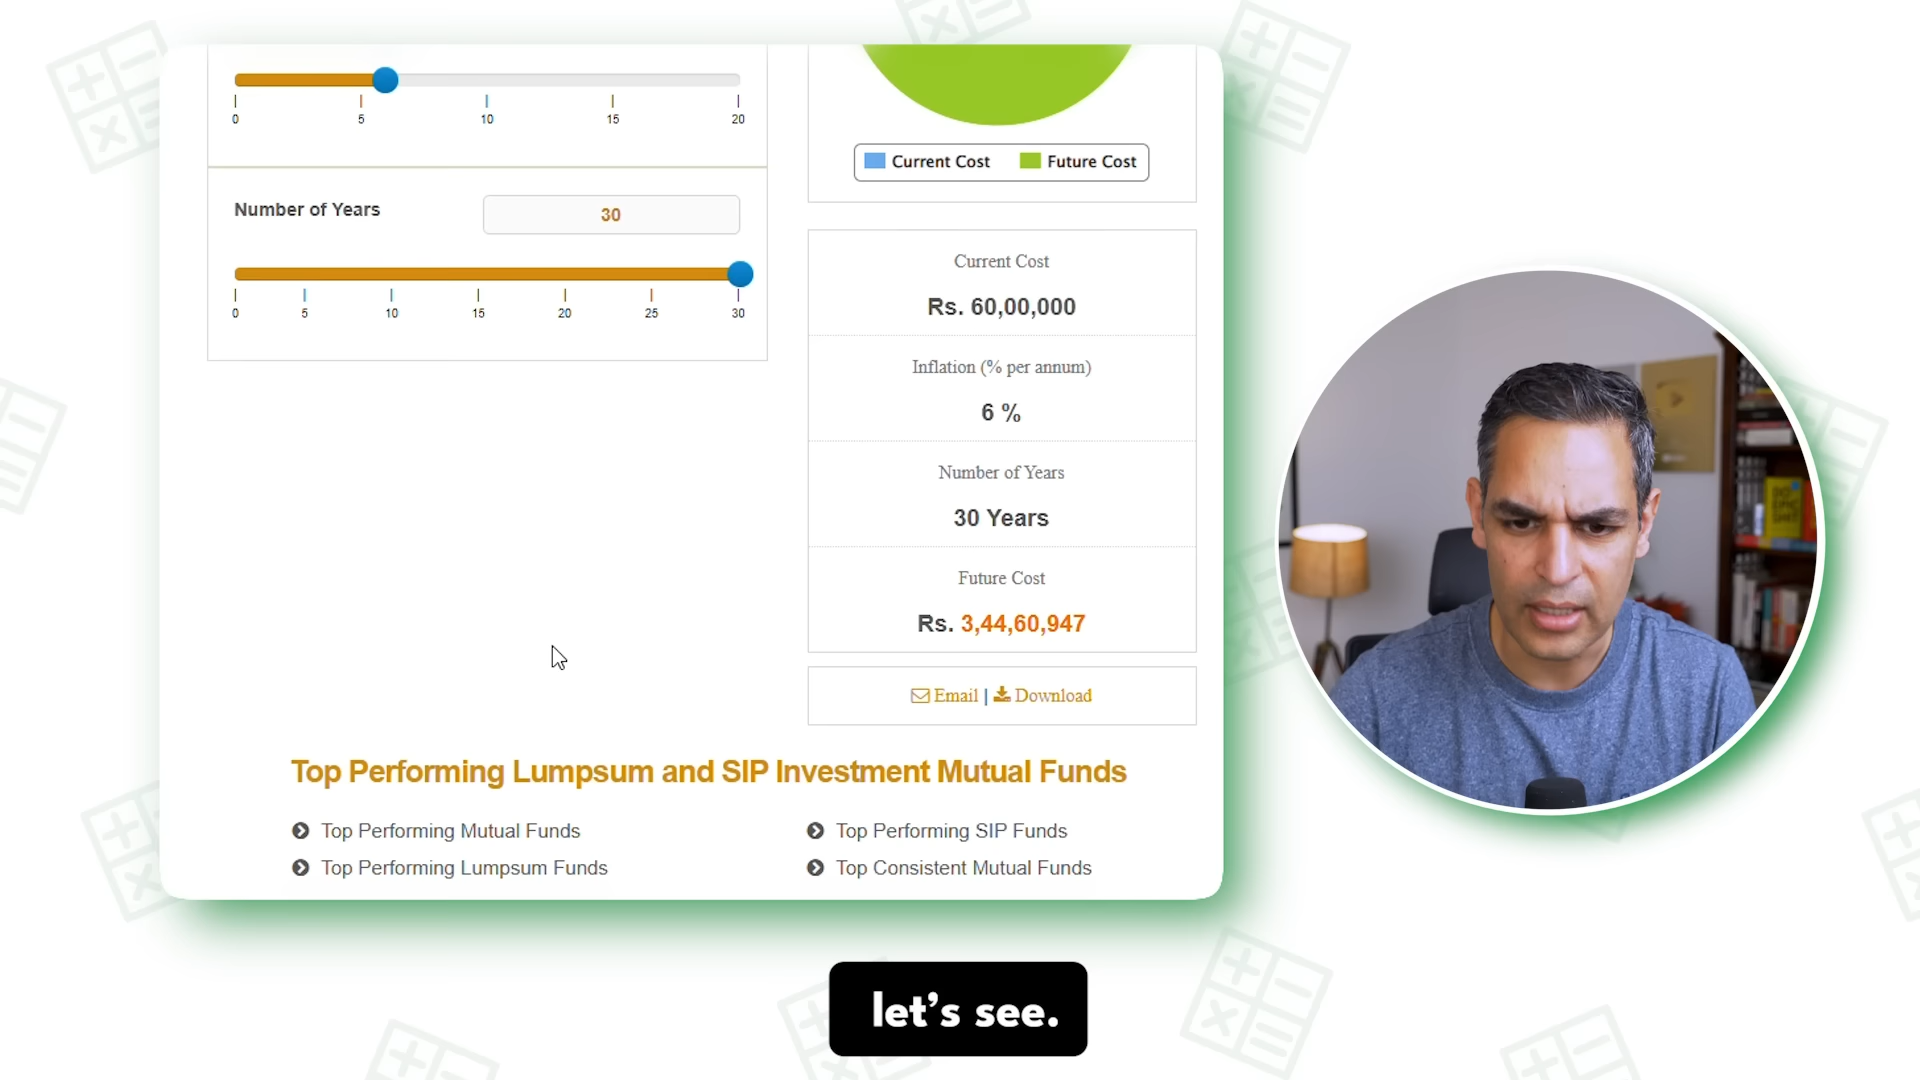 0 5 10 15 20
Number of Years 30
0 5 10 15 20 25 30
Current Cost Future Cost
Current Cost
Rs. 60,00,000
Inflation (% per annum)
6 %
Number of Years
30 Years
Future Cost
Rs. 3,44,60,947
Email | Download
Top Performing Lumpsum and SIP Investment Mutual Funds
Top Performing Mutual Funds
Top Performing SIP Funds
Top Performing Lumpsum Funds
Top Consistent Mutual Funds
let's see.